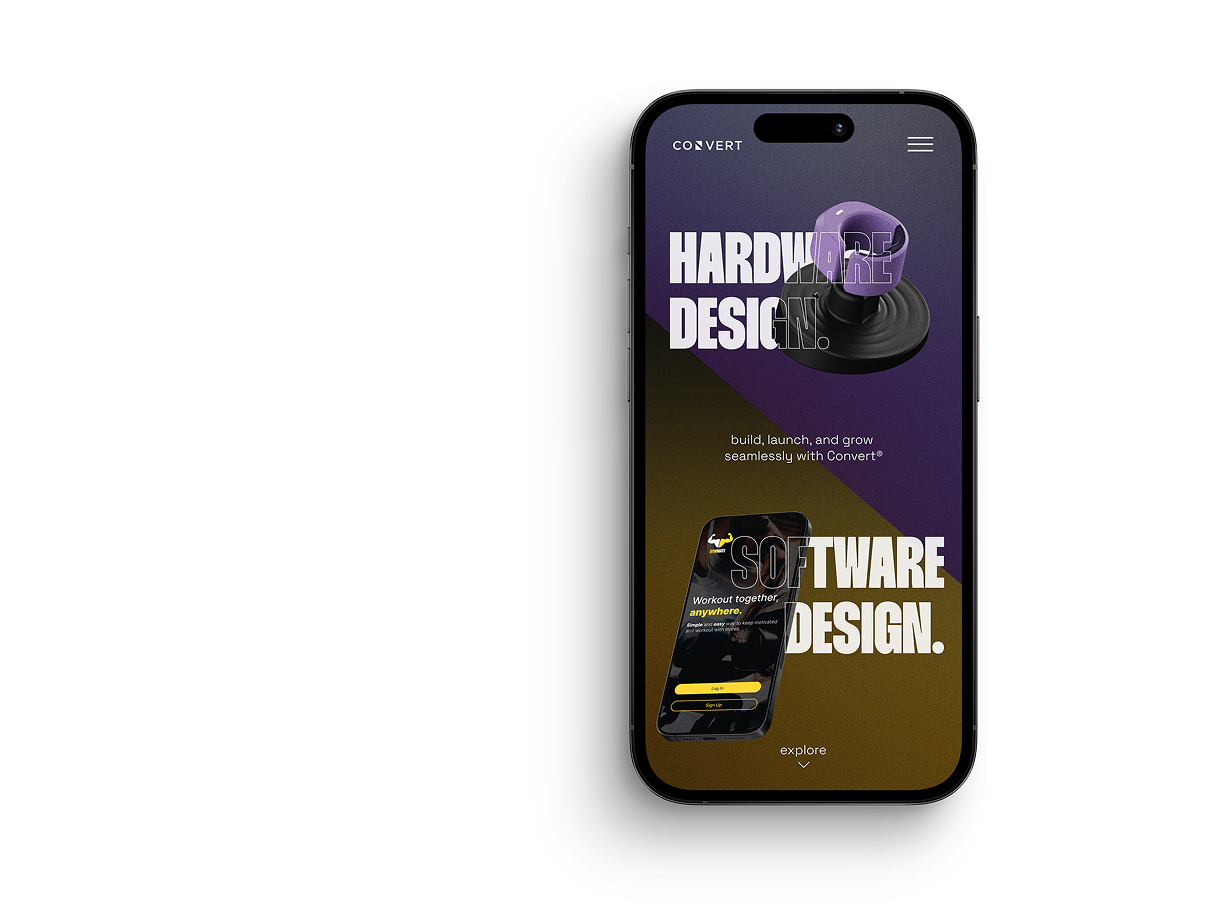 CONVERT
HARDWARE
DESIGN.
build, launch, and grow
seamlessly with Convert®
SOFTWARE
DESIGN.
Workout together,
anywhere.
Simple and easy way to keep motivated
and workout with mates.
Log In
Sign Up
explore